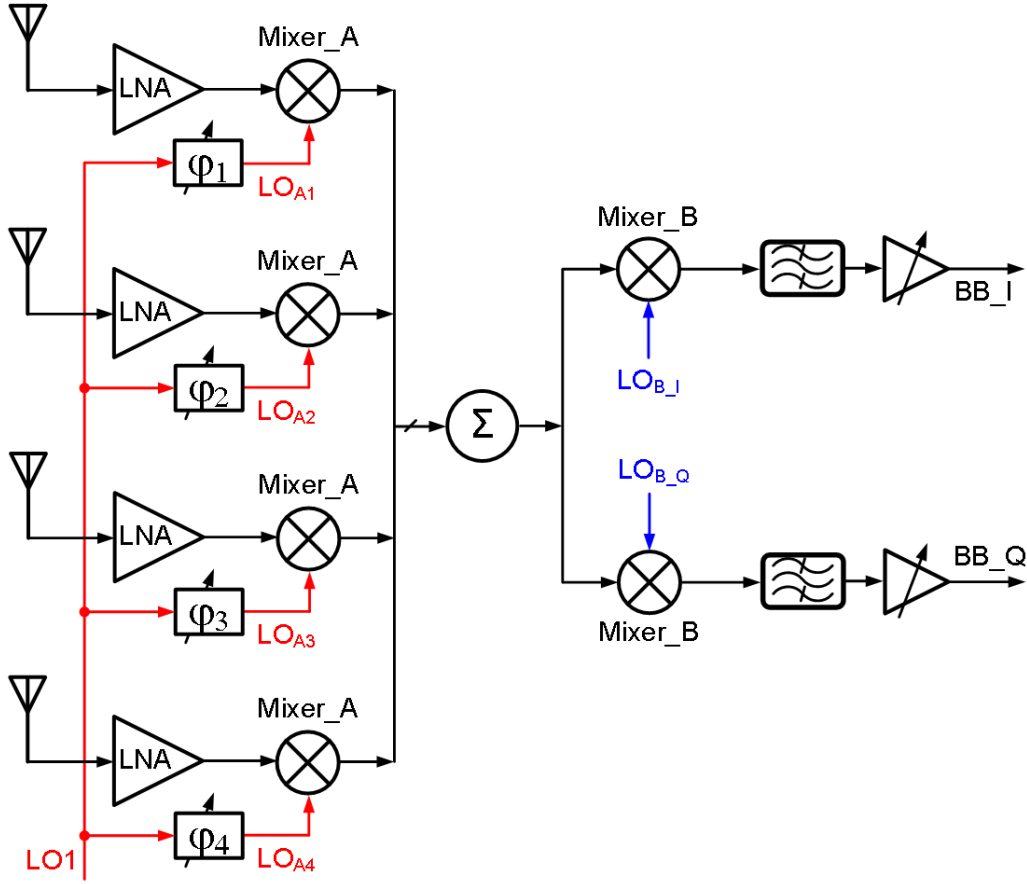 Mixer_A
LNA
φ1
LOA1
Mixer_A
LNA
φ2
LOA2
Mixer_A
LNA
φ3
LOA3
Mixer_A
LNA
φ4
LOA4
LO1
Σ
Mixer_B
LOB_I
BB_I
LOB_Q
Mixer_B
BB_Q